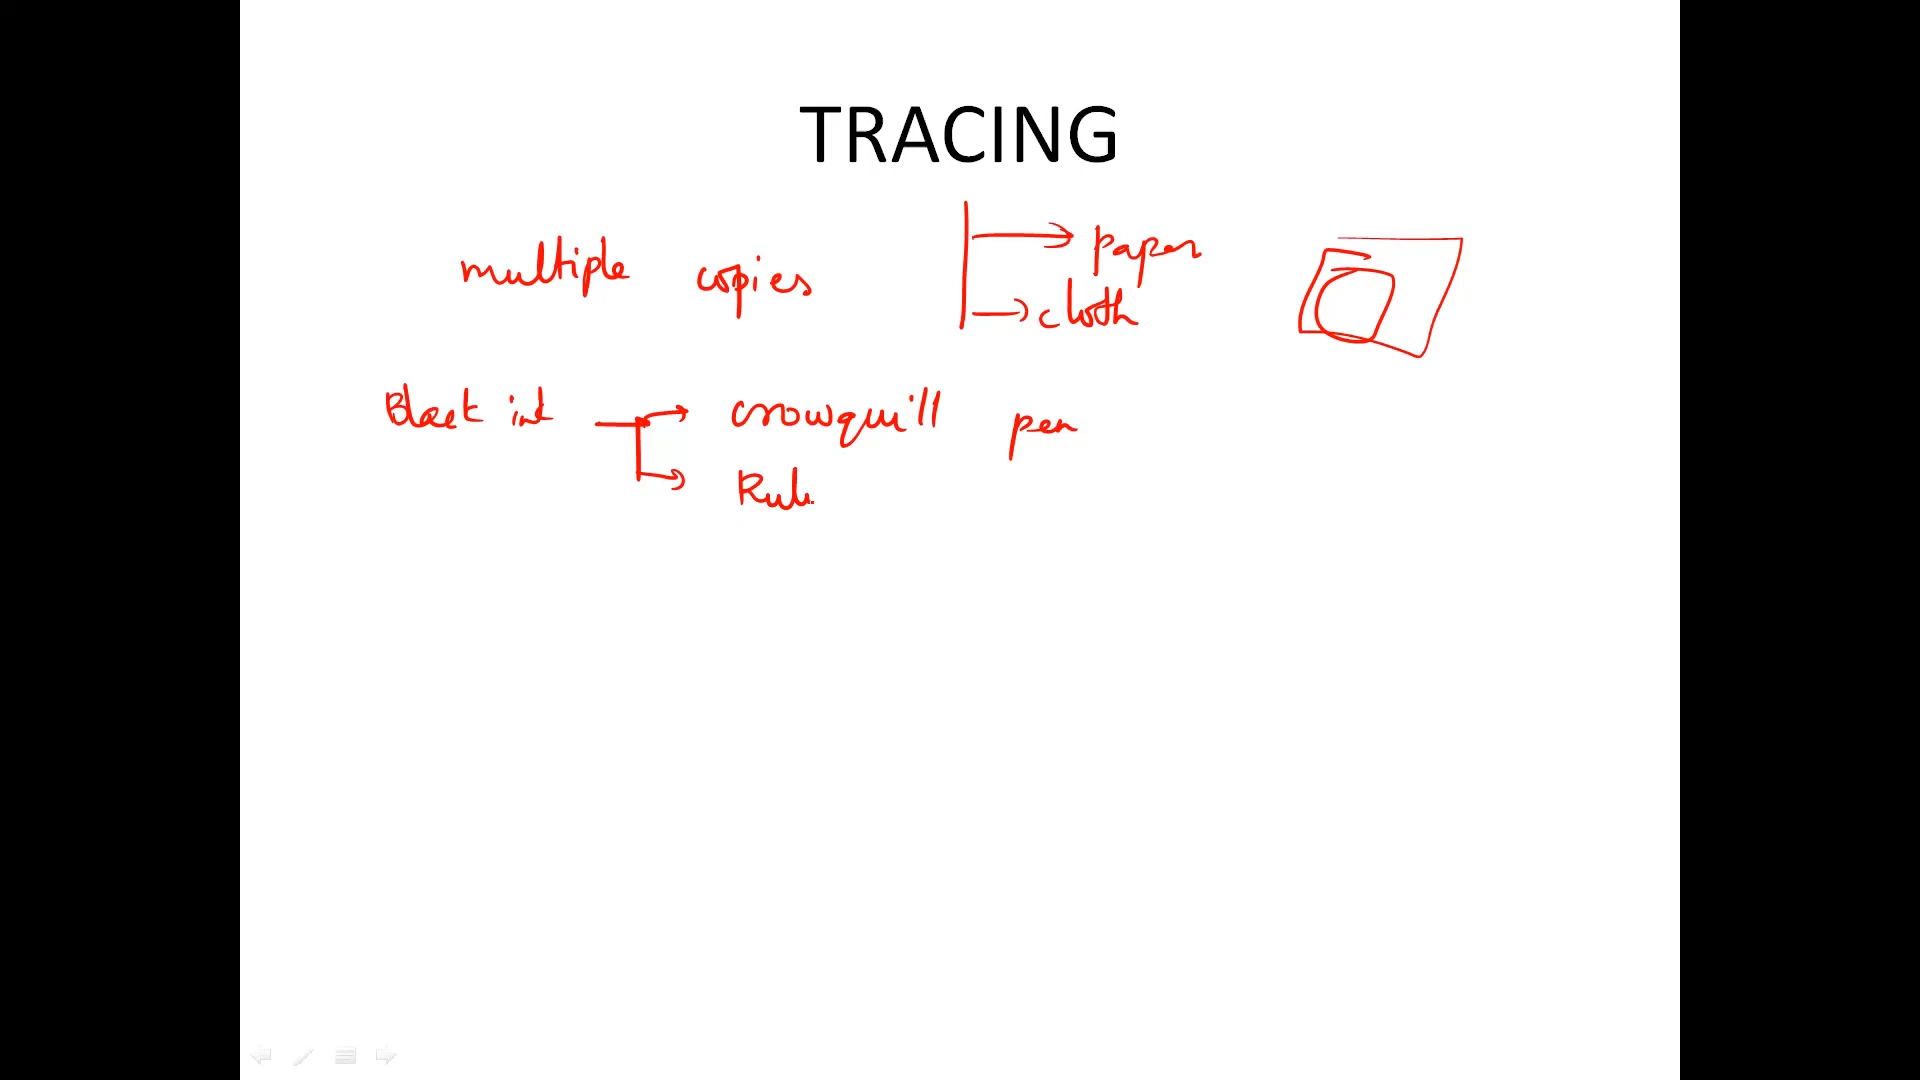 TRACING
multiple copies
paper
cloth
Black ink
crowquill pen
Rul